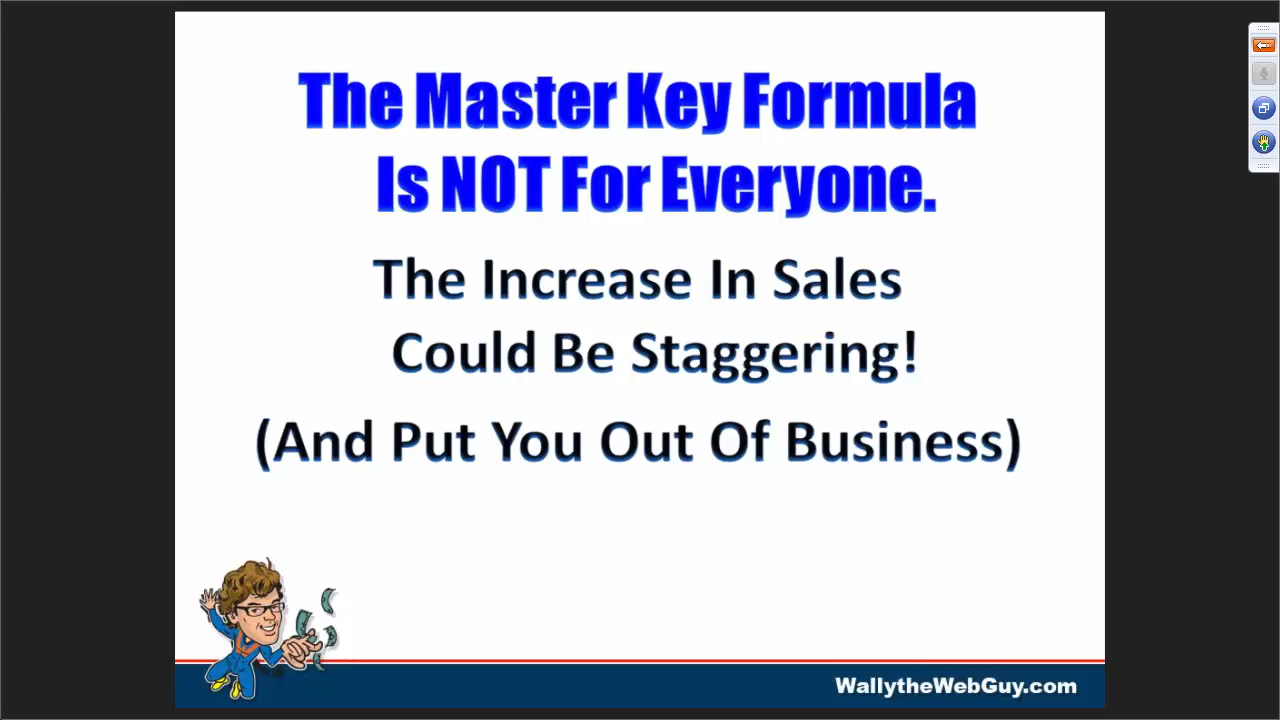 The Master Key Formula
Is NOT For Everyone.
The Increase In Sales
Could Be Staggering!
(And Put You Out Of Business)
WallytheWebGuy.com